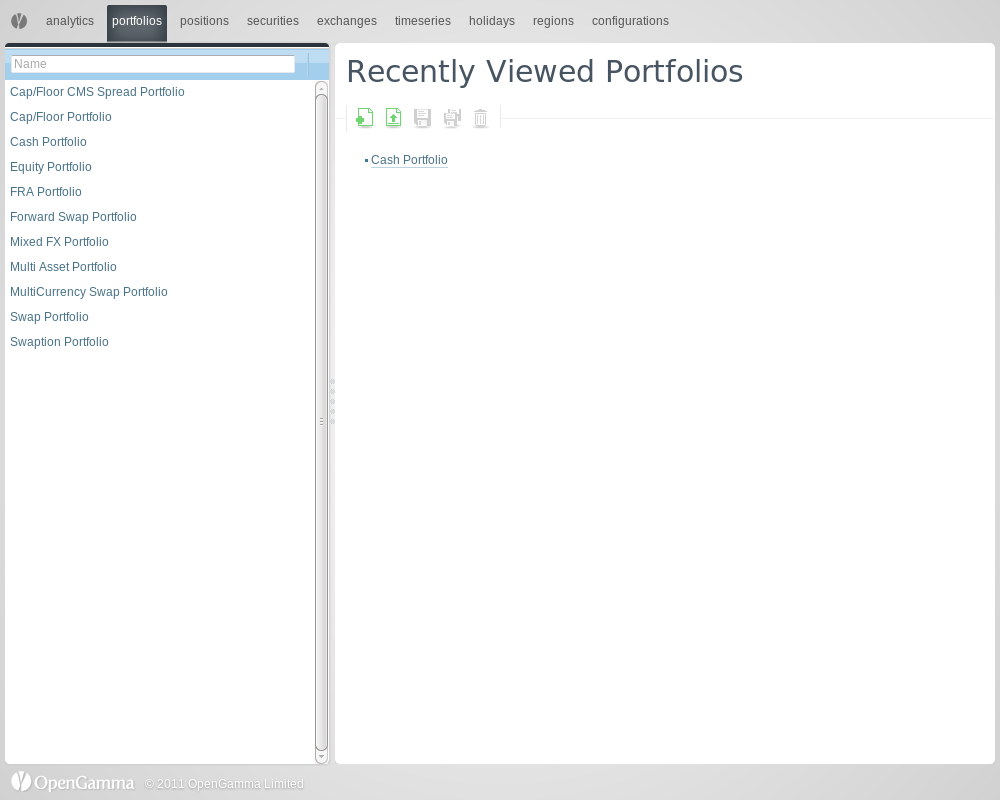 analytics portfolios positions securities exchanges timeseries holidays regions configurations
Name
Cap/Floor CMS Spread Portfolio
Cap/Floor Portfolio
Cash Portfolio
Equity Portfolio
FRA Portfolio
Forward Swap Portfolio
Mixed FX Portfolio
Multi Asset Portfolio
MultiCurrency Swap Portfolio
Swap Portfolio
Swaption Portfolio
Recently Viewed Portfolios
Cash Portfolio
OpenGamma © 2011 OpenGamma Limited